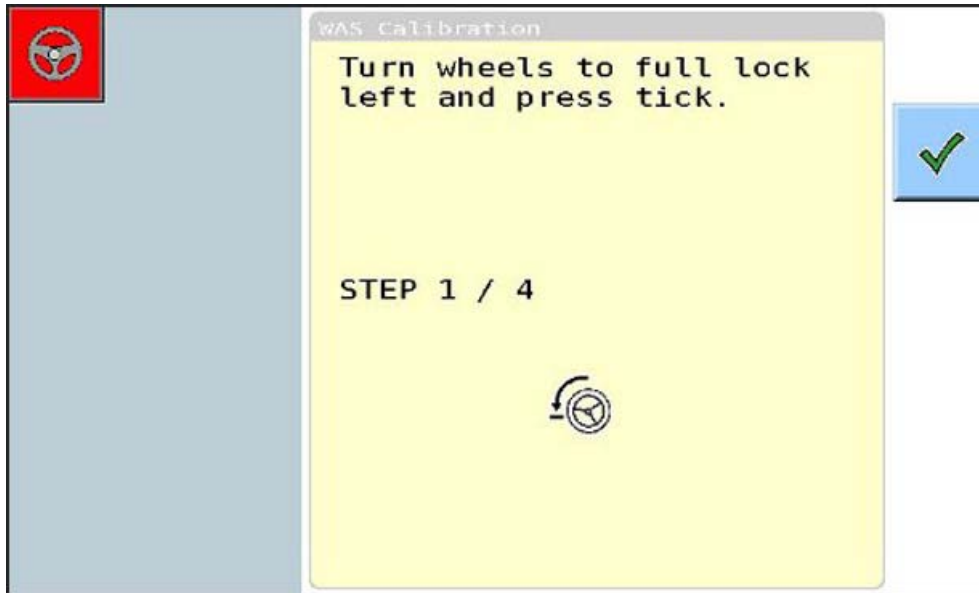 WAS Calibration
Turn wheels to full lock
left and press tick.
STEP 1 / 4